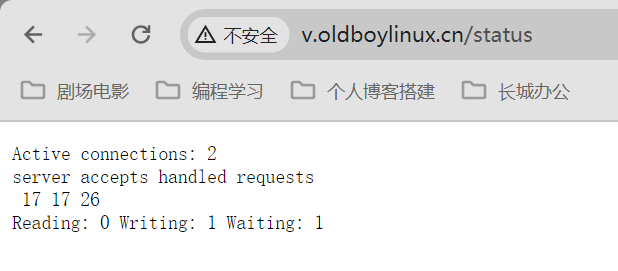 不安全 v.oldboylinux.cn/status
剧场电影 编程学习 个人博客搭建 长城办公
Active connections: 2
server accepts handled requests
17 17 26
Reading: 0 Writing: 1 Waiting: 1